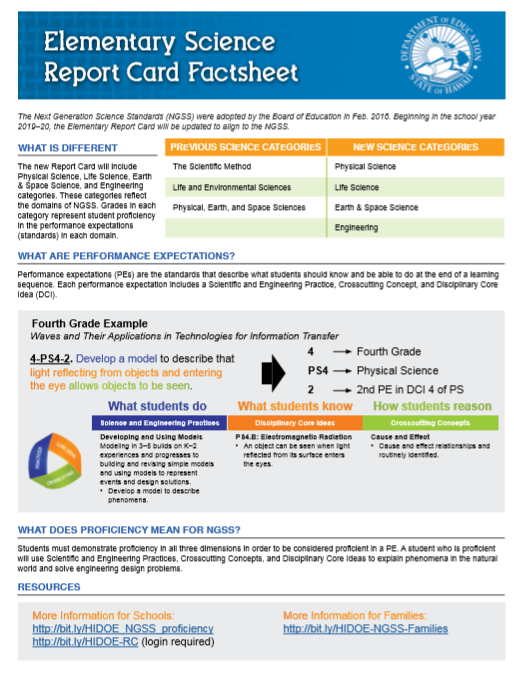 Elementary Science
Report Card Factsheet
DEPARTMENT OF EDUCATION
STATE OF HAWAII
The Next Generation Science Standards (NGSS) were adopted by the Board of Education in Feb. 2016. Beginning in the school year
2019–20, the Elementary Report Card will be updated to align to the NGSS.
WHAT IS DIFFERENT
The new Report Card will include
Physical Science, Life Science, Earth
& Space Science, and Engineering
categories. These categories reflect
the domains of NGSS. Grades in each
category represent student proficiency
in the performance expectations
(standards) in each domain.
PREVIOUS SCIENCE CATEGORIES NEW SCIENCE CATEGORIES
The Scientific Method Physical Science
Life and Environmental Sciences Life Science
Physical, Earth, and Space Sciences Earth & Space Science
Engineering
WHAT ARE PERFORMANCE EXPECTATIONS?
Performance expectations (PEs) are the standards that describe what students should know and be able to do at the end of a learning
sequence. Each performance expectation includes a Scientific and Engineering Practice, Crosscutting Concept, and Disciplinary Core
Idea (DCI).
Fourth Grade Example
Waves and Their Applications in Technologies for Information Transfer
4-PS4-2. Develop a model to describe that
light reflecting from objects and entering
the eye allows objects to be seen.
4 Fourth Grade
PS4 Physical Science
2 2nd PE in DCI 4 of PS
What students do What students know How students reason
Science and Engineering Practices Disciplinary Core Ideas Crosscutting Concepts
PRACTICES
CORE IDEAS
CROSSCUTTING
Developing and Using Models
Modeling in 3–5 builds on K–2
experiences and progresses to
building and revising simple models
and using models to represent
events and design solutions.
• Develop a model to describe
phenomena.
PS4.B: Electromagnetic Radiation
• An object can be seen when light
reflected from its surface enters
the eyes.
Cause and Effect
• Cause and effect relationships and
routinely identified.
WHAT DOES PROFICIENCY MEAN FOR NGSS?
Students must demonstrate proficiency in all three dimensions in order to be considered proficient in a PE. A student who is proficient
will use Scientific and Engineering Practices, Crosscutting Concepts, and Disciplinary Core Ideas to explain phenomena in the natural
world and solve engineering design problems.
RESOURCES
More Information for Schools:
http://bit.ly/HIDOE_NGSS_proficiency
http://bit.ly/HIDOE-RC (login required)
More Information for Families:
http://bit.ly/HIDOE-NGSS-Families